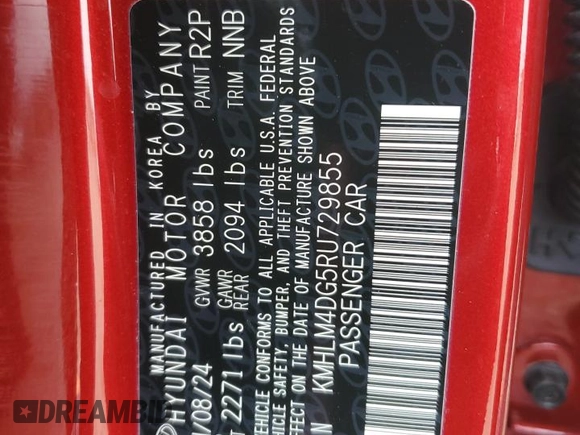 MANUFACTURED IN KOREA BY
HYUNDAI MOTOR COMPANY
/08/24 GVWR 3858 lbs PAINT R2P
2271 lbs GAWR REAR 2094 lbs TRIM NNB
VEHICLE CONFORMS TO ALL APPLICABLE U.S.A. FEDERAL
VEHICLE SAFETY, BUMPER, AND THEFT PREVENTION STANDARDS
EFFECT ON THE DATE OF MANUFACTURE SHOWN ABOVE
KMHLM4DG5RU729855
PASSENGER CAR
DREAMBID